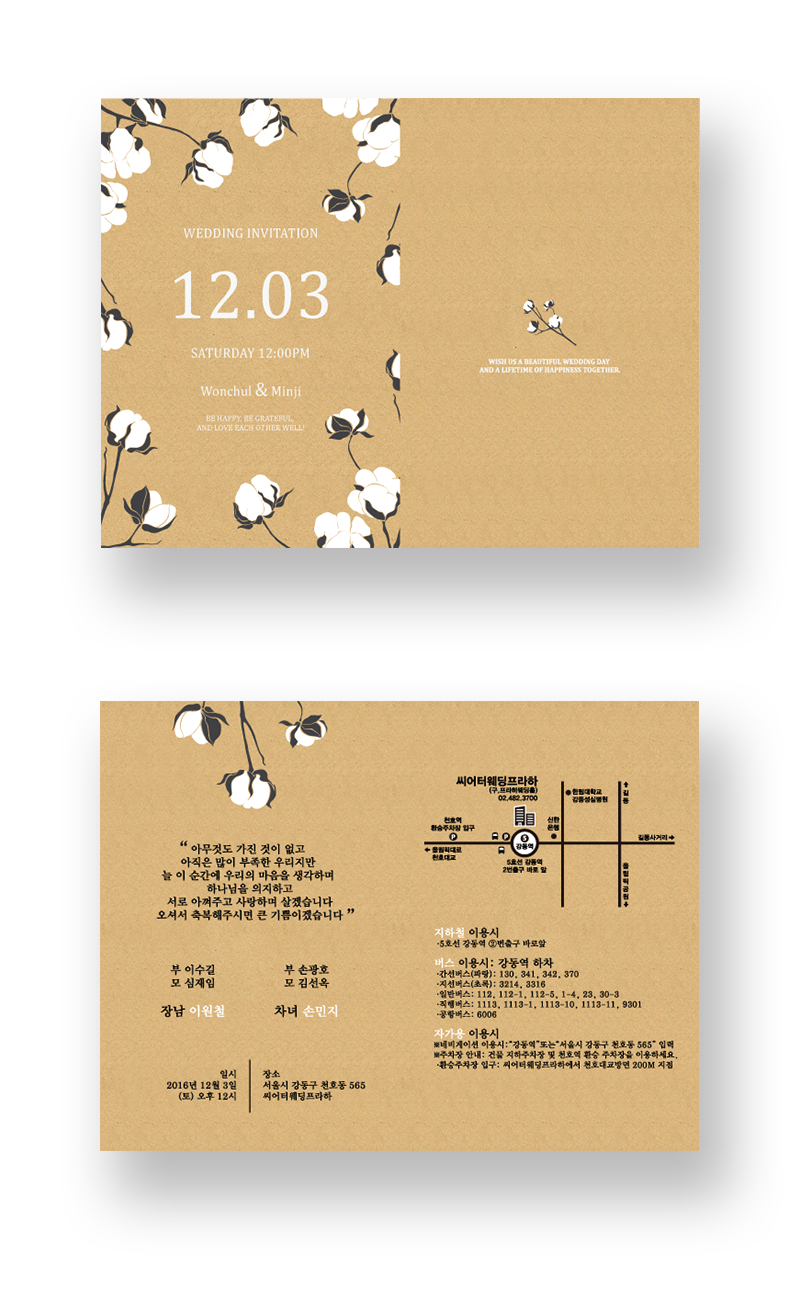 WEDDING INVITATION
12.03
SATURDAY 12:00PM
Wonchul & Minji
BE HAPPY, BE GRATEFUL,
AND LOVE EACH OTHER WELL!
WISH US A BEAUTIFUL WEDDING DAY
AND A LIFETIME OF HAPPINESS TOGETHER.
“ 아무것도 가진 것이 없고
아직은 많이 부족한 우리지만
늘 이 순간에 우리의 마음을 생각하며
하나님을 의지하고
서로 아껴주고 사랑하며 살겠습니다
오셔서 축복해주시면 큰 기쁨이겠습니다 ”
부 이수길
모 심재임
장남 이원철
부 손광호
모 김선옥
차녀 손민지
일시
2016년 12월 3일
(토) 오후 12시
장소
서울시 강동구 천호동 565
씨어터웨딩프라하
씨어터웨딩프라하
(구.프라하웨딩홀)
02.482.3700
한림대학교
강동성심병원
길동
천호역
환승주차장 입구
P
P
신한
은행
5
강동역
길동사거리
올림픽대로
천호대교
5호선 강동역
2번출구 바로 앞
올림픽공원
지하철 이용시
·5호선 강동역 ②번출구 바로앞
버스 이용시: 강동역 하차
·간선버스(파랑): 130, 341, 342, 370
·지선버스(초록): 3214, 3316
·일반버스: 112, 112-1, 112-5, 1-4, 23, 30-3
·직행버스: 1113, 1113-1, 1113-10, 1113-11, 9301
·공항버스: 6006
자가용 이용시
※네비게이션 이용시:“강동역”또는“서울시 강동구 천호동 565” 입력
※주차장 안내: 건물 지하주차장 및 천호역 환승 주차장을 이용하세요.
·환승주차장 입구: 씨어터웨딩프라하에서 천호대교방면 200M 지점